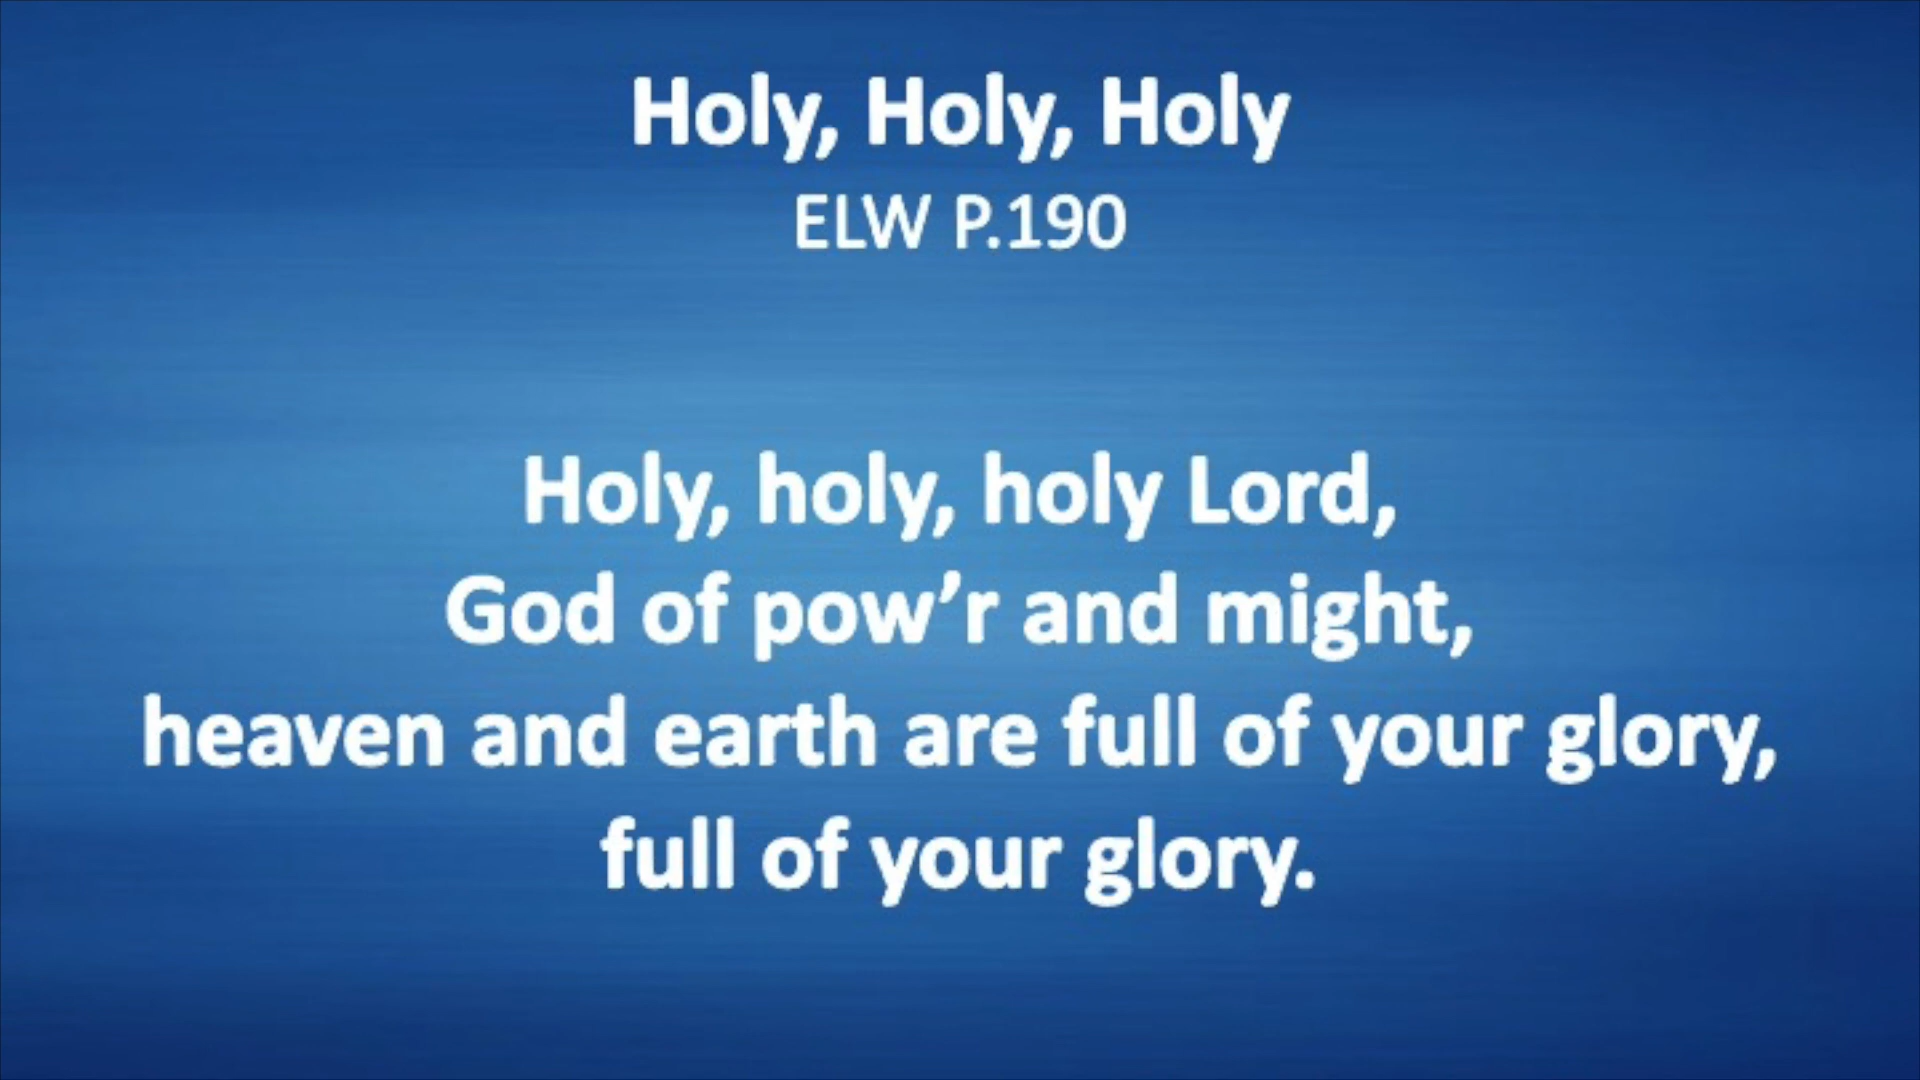 Holy, Holy, Holy
ELW P.190
Holy, holy, holy Lord,
God of pow’r and might,
heaven and earth are full of your glory,
full of your glory.